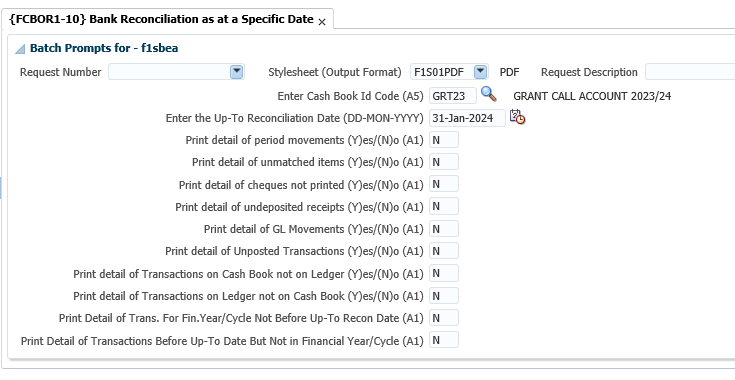 {FCBOR1-10} Bank Reconciliation as at a Specific Date x
Batch Prompts for - f1sbea
Request Number Stylesheet (Output Format) F1S01PDF PDF Request Description
Enter Cash Book Id Code (A5) GRT23 GRANT CALL ACCOUNT 2023/24
Enter the Up-To Reconciliation Date (DD-MON-YYYY) 31-Jan-2024
Print detail of period movements (Y)es/(N)o (A1) N
Print detail of unmatched items (Y)es/(N)o (A1) N
Print detail of cheques not printed (Y)es/(N)o (A1) N
Print detail of undeposited receipts (Y)es/(N)o (A1) N
Print detail of GL Movements (Y)es/(N)o (A1) N
Print detail of Unposted Transactions (Y)es/(N)o (A1) N
Print detail of Transactions on Cash Book not on Ledger (Y)es/(N)o (A1) N
Print detail of Transactions on Ledger not on Cash Book (Y)es/(N)o (A1) N
Print Detail of Trans. For Fin.Year/Cycle Not Before Up-To Recon Date (A1) N
Print Detail of Transactions Before Up-To Date But Not in Financial Year/Cycle (A1) N